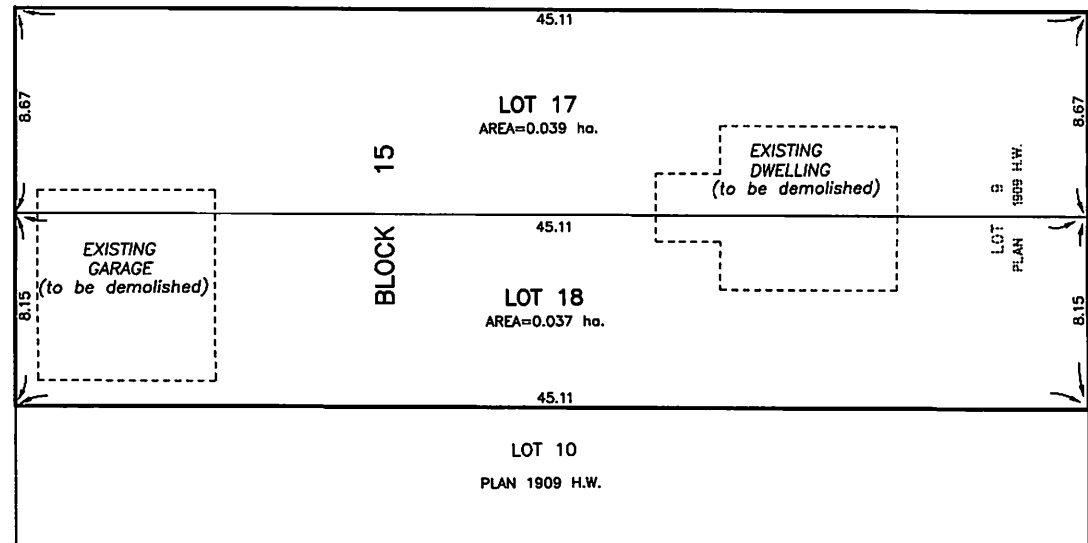 45.11
8.67
LOT 17
AREA=0.039 ha.
8.67
BLOCK 15
EXISTING
DWELLING
(to be demolished)
LOT 9
PLAN 1909 H.W.
45.11
EXISTING
GARAGE
(to be demolished)
8.15
LOT 18
AREA=0.037 ha.
8.15
45.11
LOT 10
PLAN 1909 H.W.